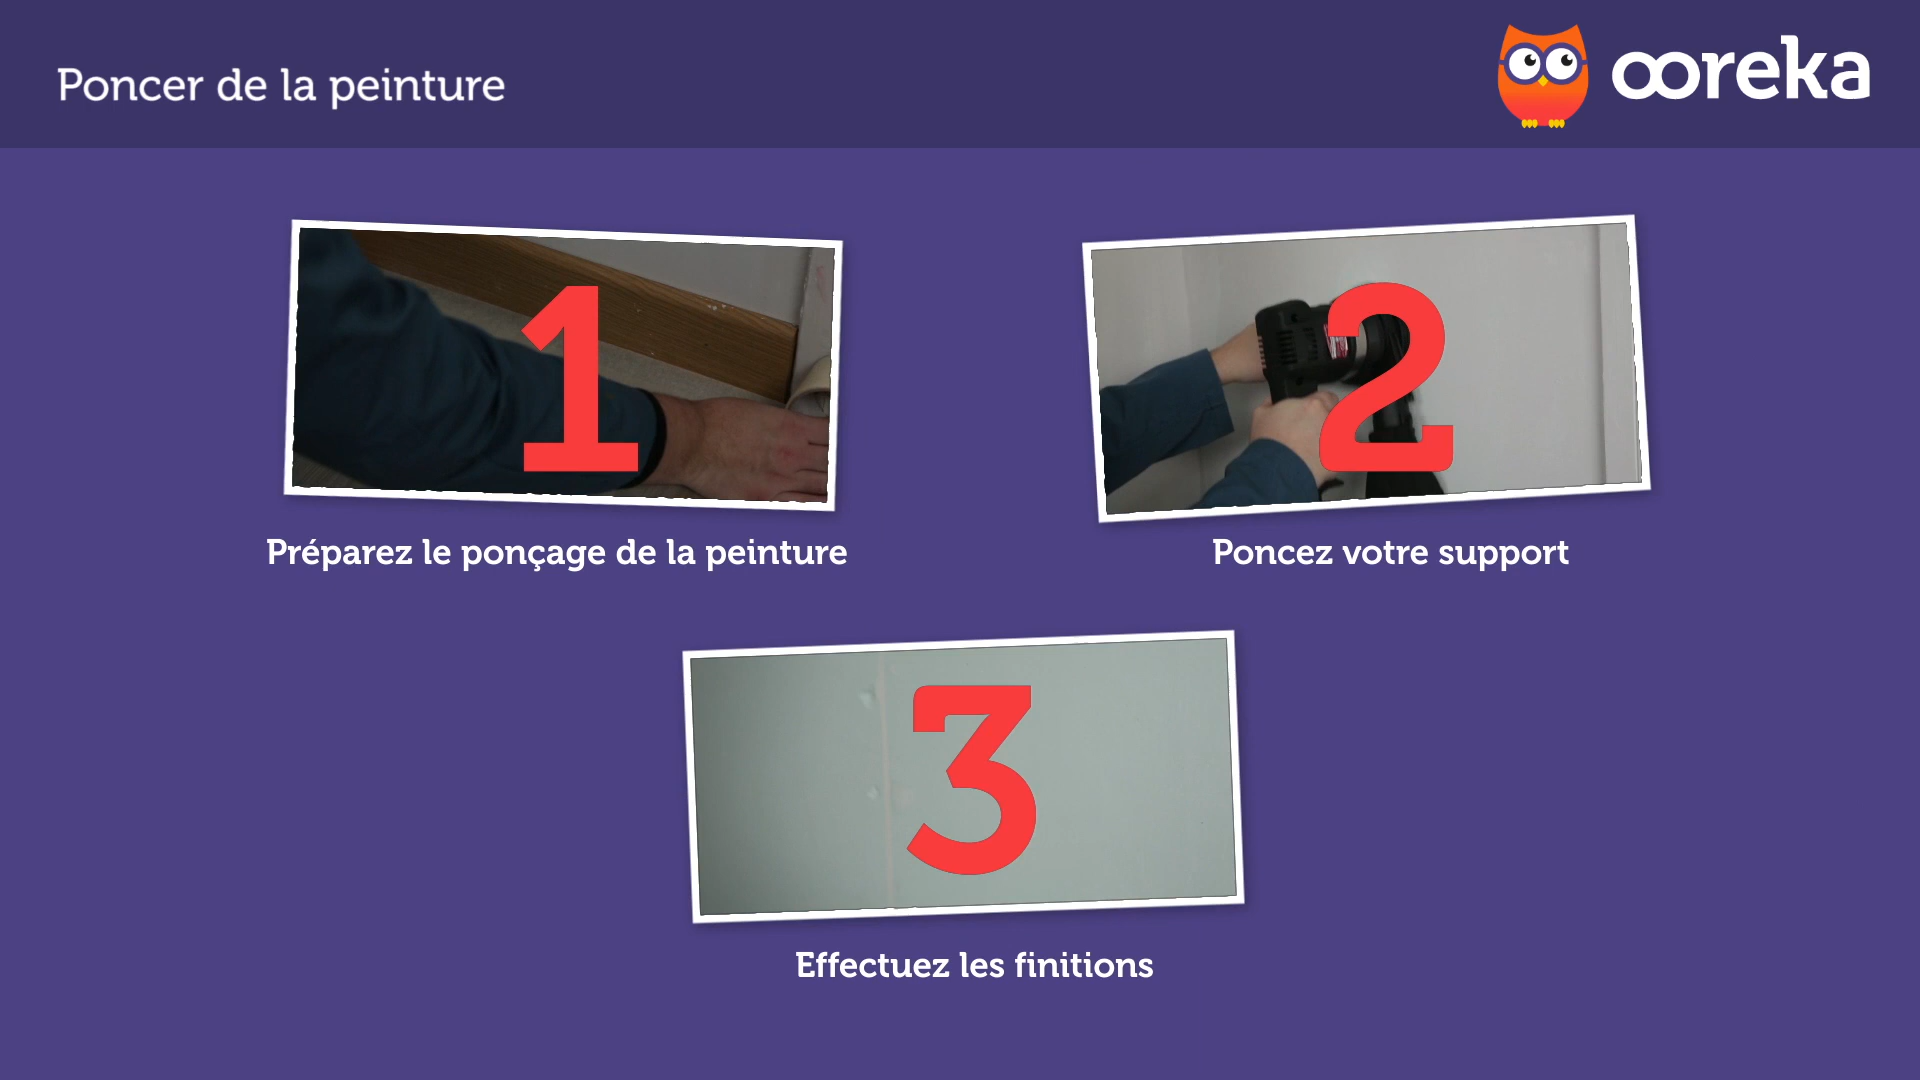 Poncer de la peinture
ooreka
1
2
Préparez le ponçage de la peinture
Poncez votre support
3
Effectuez les finitions